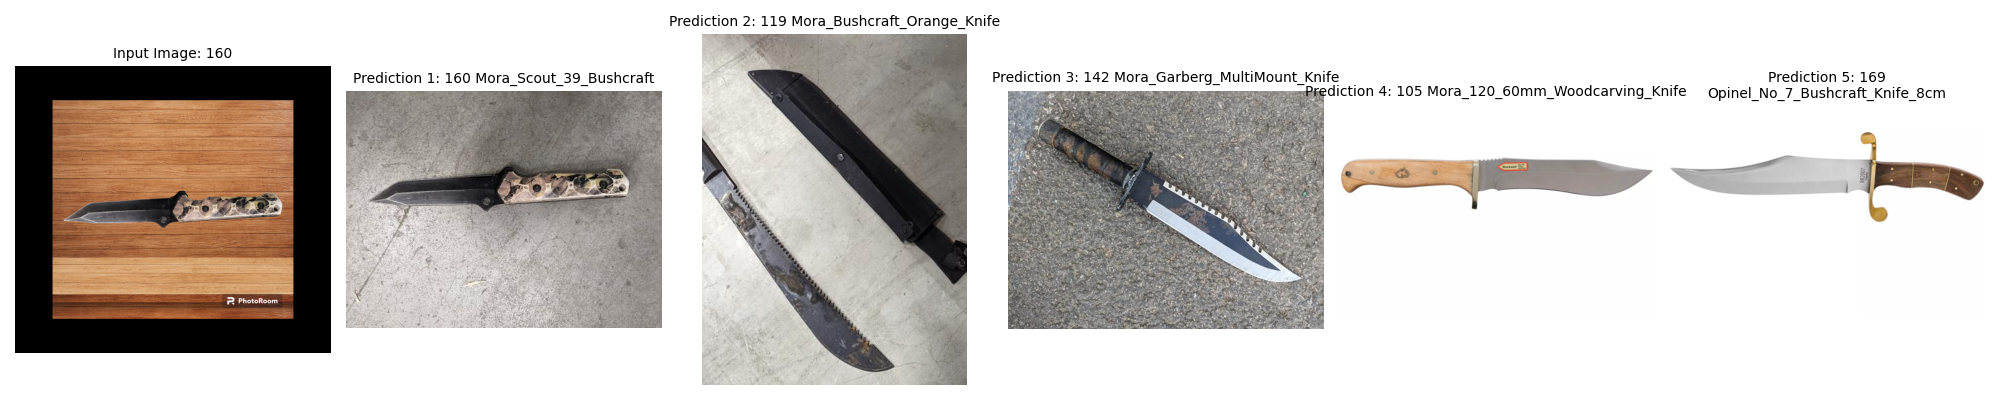 Input Image: 160
Prediction 1: 160 Mora_Scout_39_Bushcraft
Prediction 2: 119 Mora_Bushcraft_Orange_Knife
Prediction 3: 142 Mora_Garberg_MultiMount_Knife
Prediction 4: 105 Mora_120_60mm_Woodcarving_Knife
Prediction 5: 169
Opinel_No_7_Bushcraft_Knife_8cm
PhotoRoom